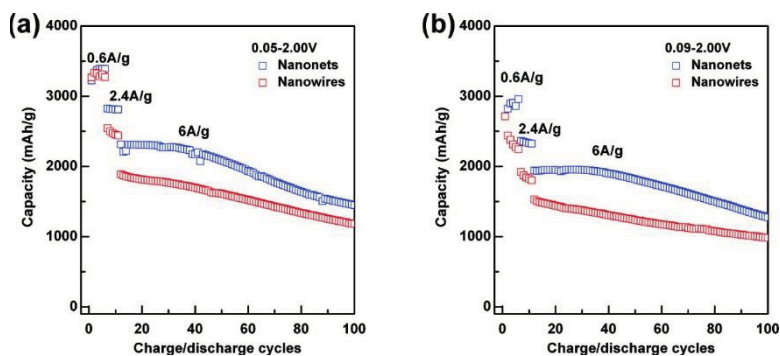 (a)
4000
3000
2000
1000
0
Capacity (mAh/g)
0.6A/g
2.4A/g
6A/g
0.05-2.00V
Nanonets
Nanowires
0 20 40 60 80 100
Charge/discharge cycles
(b)
4000
3000
2000
1000
0
Capacity (mAh/g)
0.6A/g
2.4A/g
6A/g
0.09-2.00V
Nanonets
Nanowires
0 20 40 60 80 100
Charge/discharge cycles